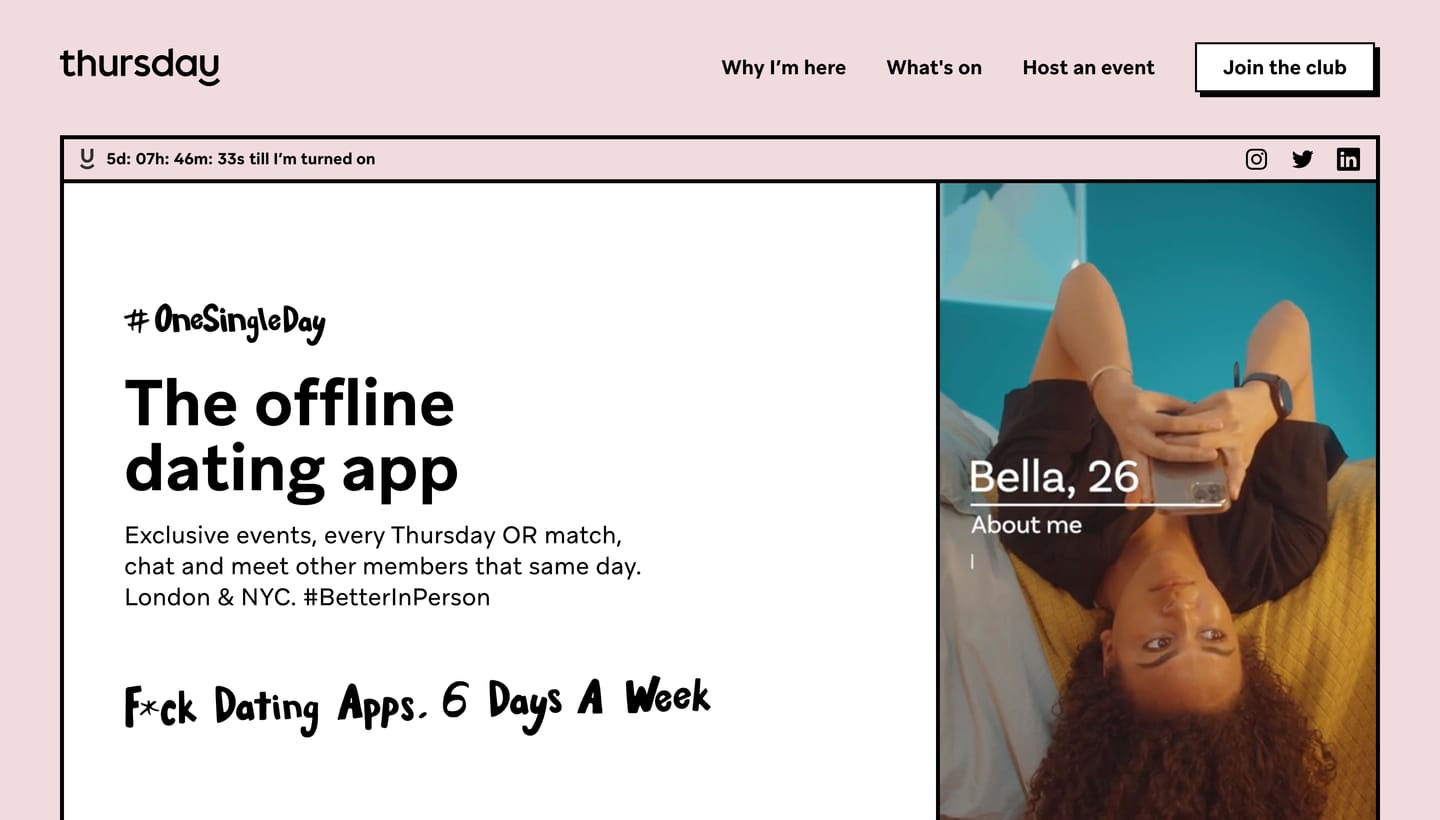 thursday
Why I’m here
What's on
Host an event
Join the club
5d: 07h: 46m: 33s till I’m turned on
#OneSingleDay
The offline
dating app
Exclusive events, every Thursday OR match,
chat and meet other members that same day.
London & NYC. #BetterInPerson
F*ck Dating Apps. 6 Days A Week
Bella, 26
About me